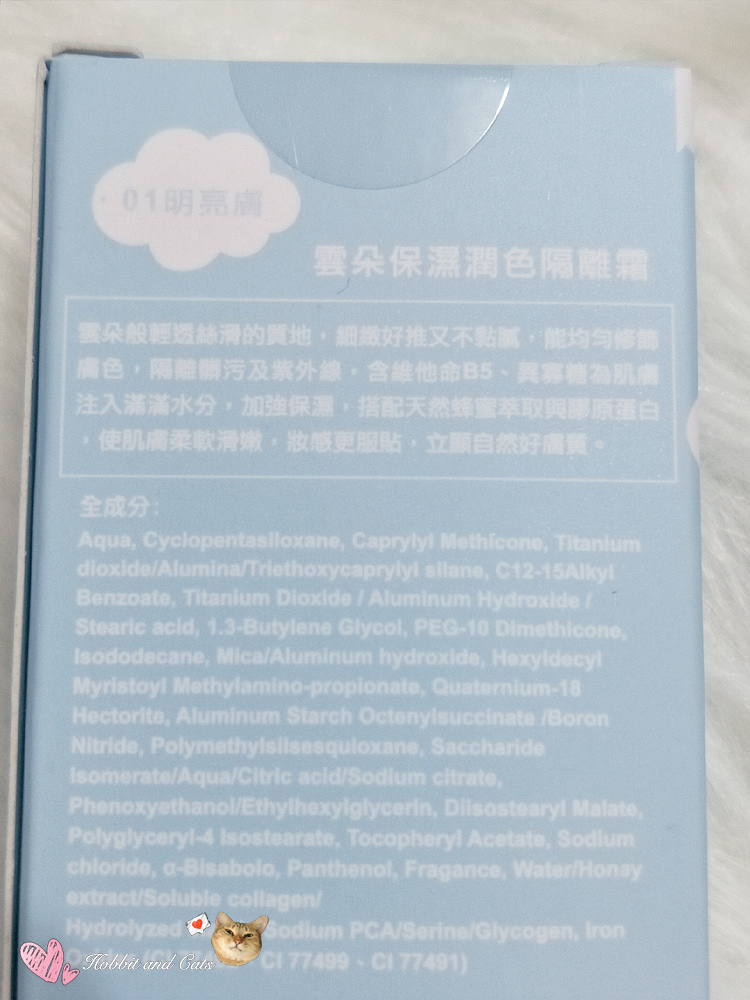 01明亮膚
雲朵保濕潤色隔離霜
雲朵般輕透絲滑的質地，細緻好推又不黏膩，能均勻修飾
膚色，隔離髒污及紫外線，含維他命B5、異寡糖為肌膚
注入滿滿水分，加強保濕，搭配天然蜂蜜萃取與膠原蛋白
，使肌膚柔軟滑嫩，妝感更服貼，立顯自然好膚質。
全成分：
Aqua, Cyclopentasiloxane, Caprylyl Methicone, Titanium
dioxide/Alumina/Triethoxycaprylyl silane, C12-15Alkyl
Benzoate, Titanium Dioxide / Aluminum Hydroxide /
Stearic acid, 1.3-Butylene Glycol, PEG-10 Dimethicone,
Isododecane, Mica/Aluminum hydroxide, Hexyldecyl
Myristoyl Methylamino-propionate, Quaternium-18
Hectorite, Aluminum Starch Octenylsuccinate /Boron
Nitride, Polymethylsilsesquioxane, Saccharide
Isomerate/Aqua/Citric acid/Sodium citrate,
Phenoxyethanol/Ethylhexylglycerin, Diisostearyl Malate,
Polyglyceryl-4 Isostearate, Tocopheryl Acetate, Sodium
chloride, α-Bisabolo, Panthenol, Fragance, Water/Honay
extract/Soluble collagen/
Hydrolyzed Sodium PCA/Serine/Glycogen, Iron
CI 77499、CI 77491)
Hobbit and Cats